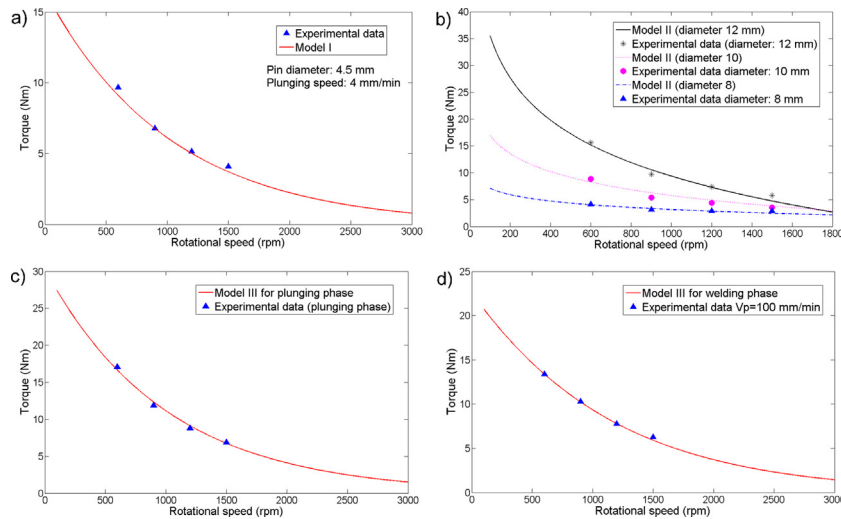 a)
Experimental data
Model I
Pin diameter: 4.5 mm
Plunging speed: 4 mm/min
Torque (Nm)
15
10
5
0
0 500 1000 1500 2000 2500 3000
Rotational speed (rpm)
b)
Model II (diameter 12 mm)
Experimental data (diameter: 12 mm)
Model II (diameter 10)
Experimental data diameter: 10 mm
Model II (diameter 8)
Experimental data diameter: 8 mm
Torque (Nm)
40
35
30
25
20
15
10
5
0
0 200 400 600 800 1000 1200 1400 1600 1800
Rotational speed (rpm)
c)
Model III for plunging phase
Experimental data (plunging phase)
Torque (Nm)
30
25
20
15
10
5
0
0 500 1000 1500 2000 2500 3000
Rotational speed (rpm)
d)
Model III for welding phase
Experimental data Vp=100 mm/min
Torque (Nm)
25
20
15
10
5
0
0 500 1000 1500 2000 2500 3000
Rotational speed (rpm)